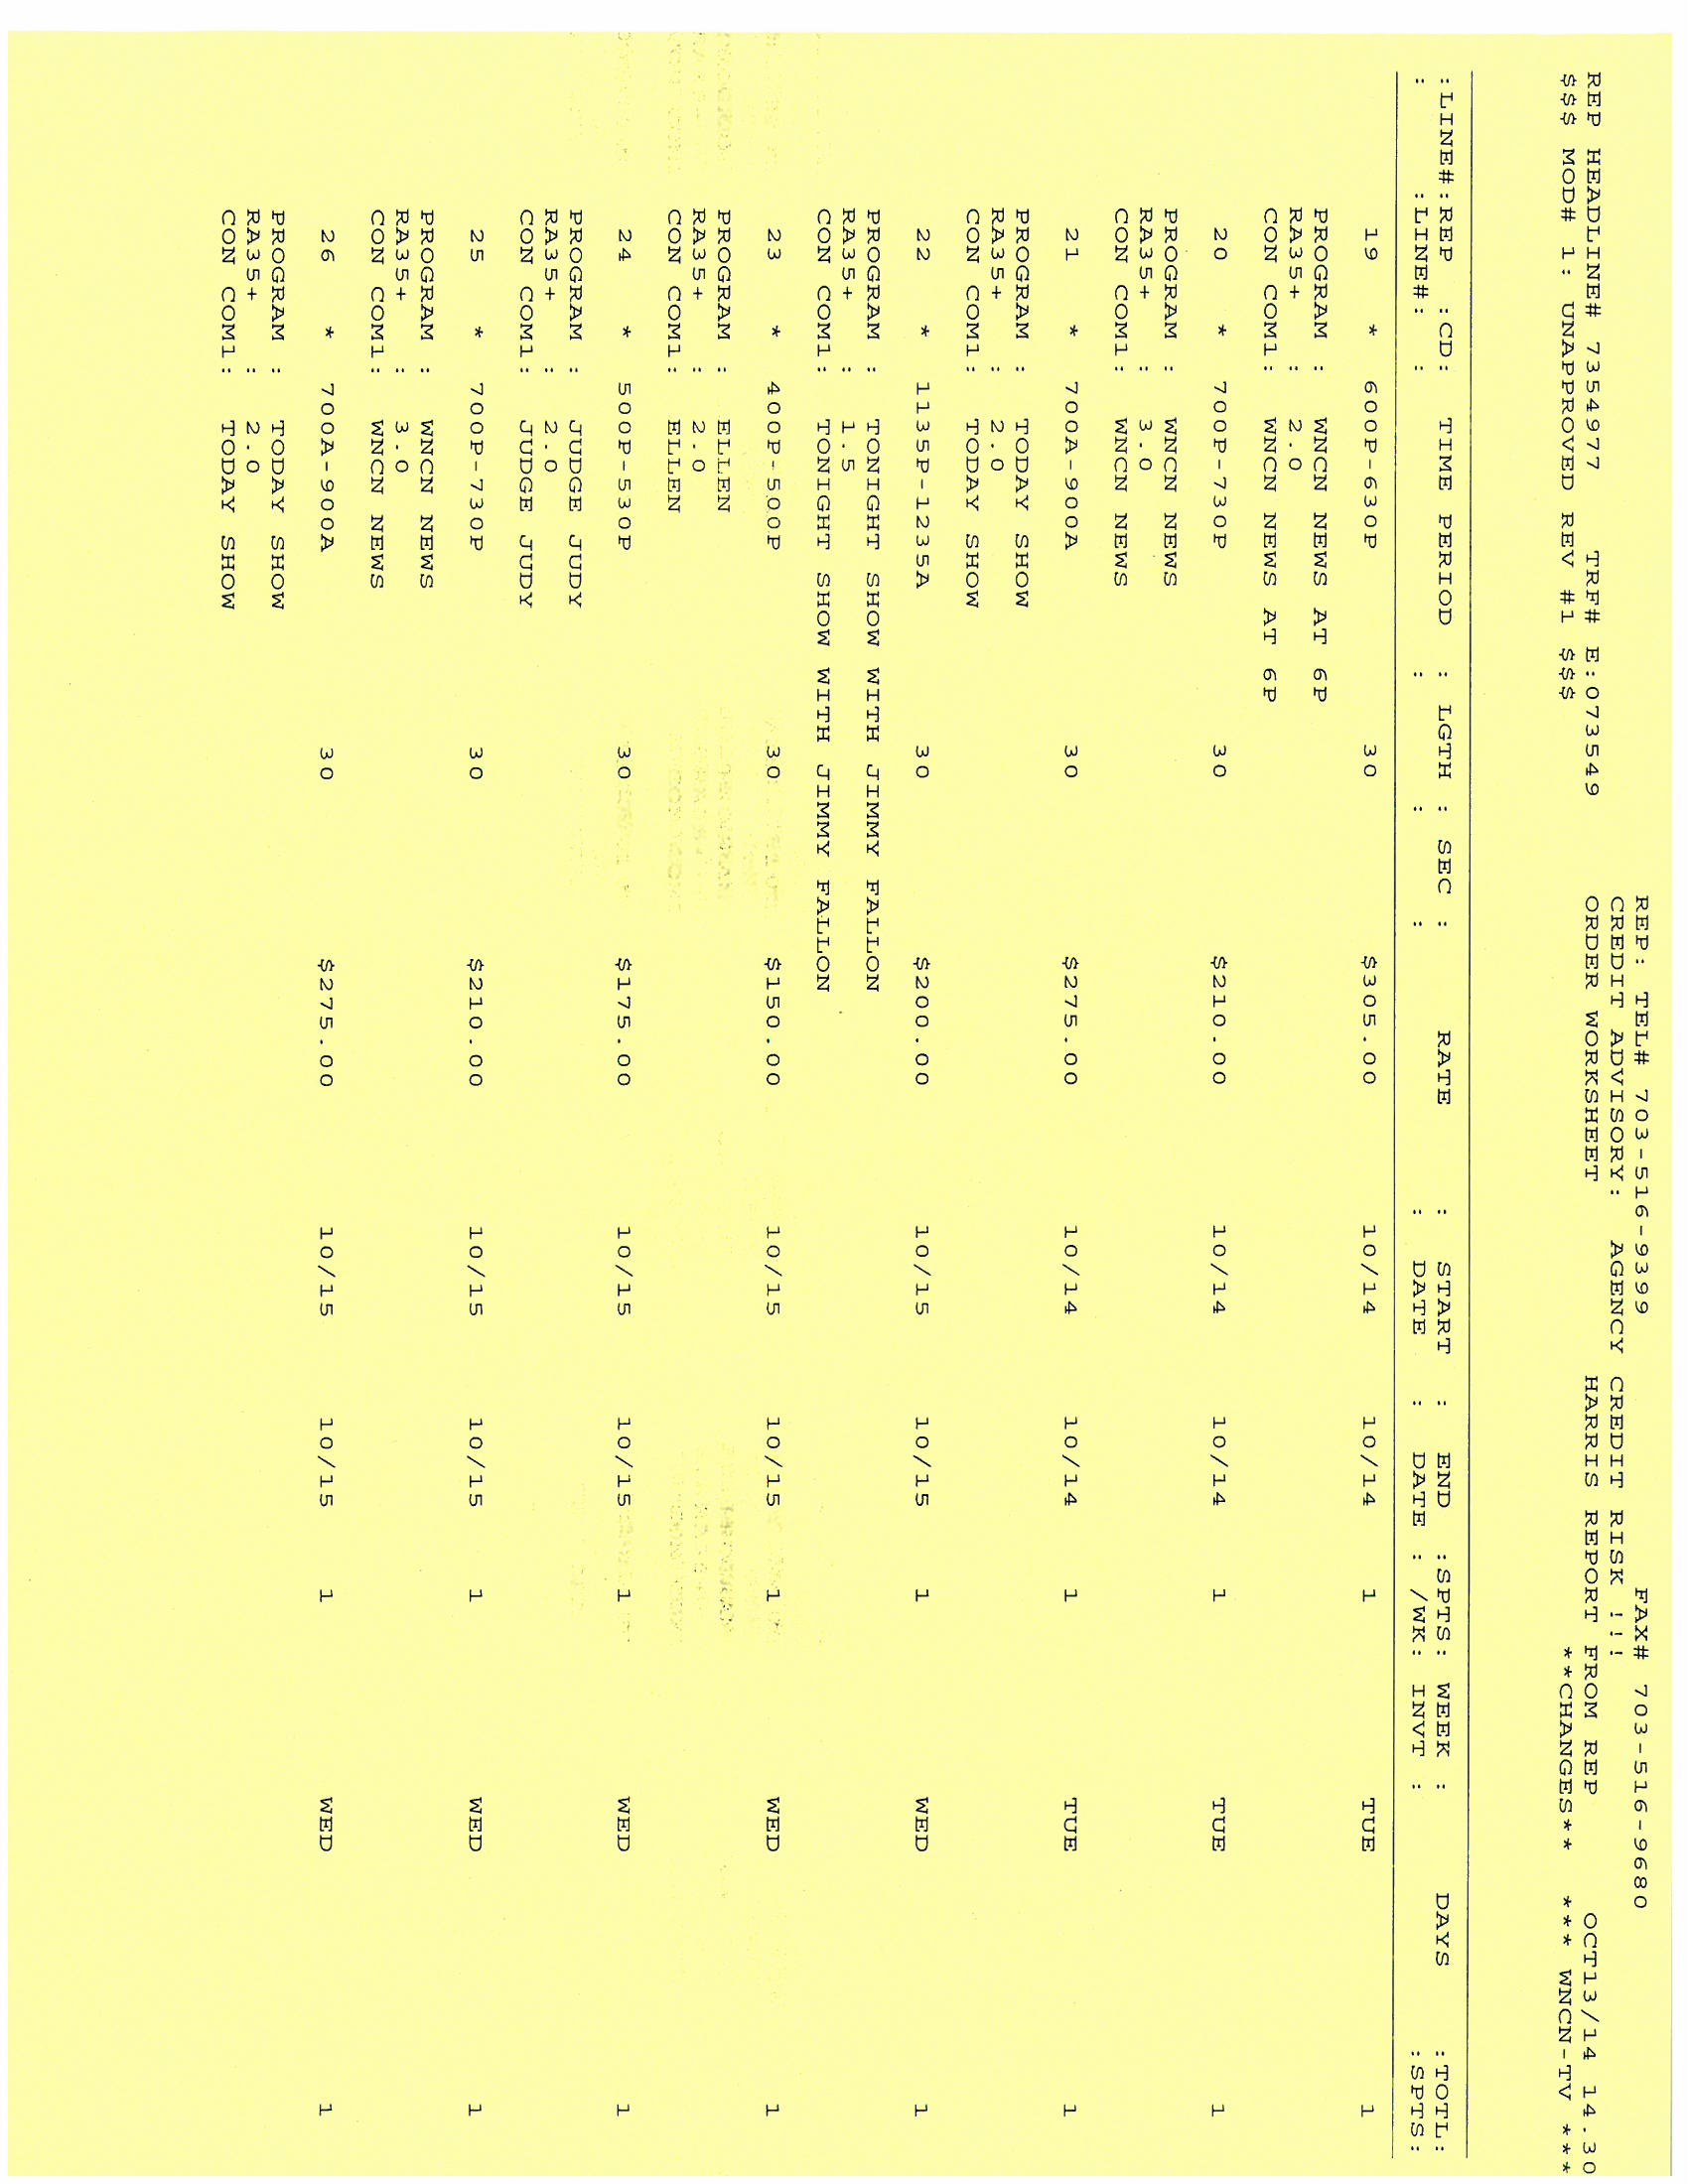 REP: TEL# 703-516-9399 FAX# 703-516-9680
CREDIT ADVISORY: AGENCY CREDIT RISK !!!
REP HEADLINE# 7354977 TRF# E:073549 ORDER WORKSHEET HARRIS REPORT FROM REP OCT13/14 14.30
$$$ MOD# 1: UNAPPROVED REV #1 $$$ **CHANGES** *** WNCN-TV ***
:LINE#:REP :CD: TIME PERIOD : LGTH : SEC : RATE : START : END :SPTS: WEEK : DAYS :TOTL:
: :LINE#: : : : : : DATE : DATE : /WK: INVT : :SPTS:
19 * 600P-630P 30 $305.00 10/14 10/14 1 TUE 1
PROGRAM : WNCN NEWS AT 6P
RA35+ : 2.0
CON COM1: WNCN NEWS AT 6P
20 * 700P-730P 30 $210.00 10/14 10/14 1 TUE 1
PROGRAM : WNCN NEWS
RA35+ : 3.0
CON COM1: WNCN NEWS
21 * 700A-900A 30 $275.00 10/14 10/14 1 TUE 1
PROGRAM : TODAY SHOW
RA35+ : 2.0
CON COM1: TODAY SHOW
22 * 1135P-1235A 30 $200.00 10/15 10/15 1 WED 1
PROGRAM : TONIGHT SHOW WITH JIMMY FALLON
RA35+ : 1.5
CON COM1: TONIGHT SHOW WITH JIMMY FALLON
23 * 400P-500P 30 $150.00 10/15 10/15 1 WED 1
PROGRAM : ELLEN
RA35+ : 2.0
CON COM1: ELLEN
24 * 500P-530P 30 $175.00 10/15 10/15 1 WED 1
PROGRAM : JUDGE JUDY
RA35+ : 2.0
CON COM1: JUDGE JUDY
25 * 700P-730P 30 $210.00 10/15 10/15 1 WED 1
PROGRAM : WNCN NEWS
RA35+ : 3.0
CON COM1: WNCN NEWS
26 * 700A-900A 30 $275.00 10/15 10/15 1 WED 1
PROGRAM : TODAY SHOW
RA35+ : 2.0
CON COM1: TODAY SHOW